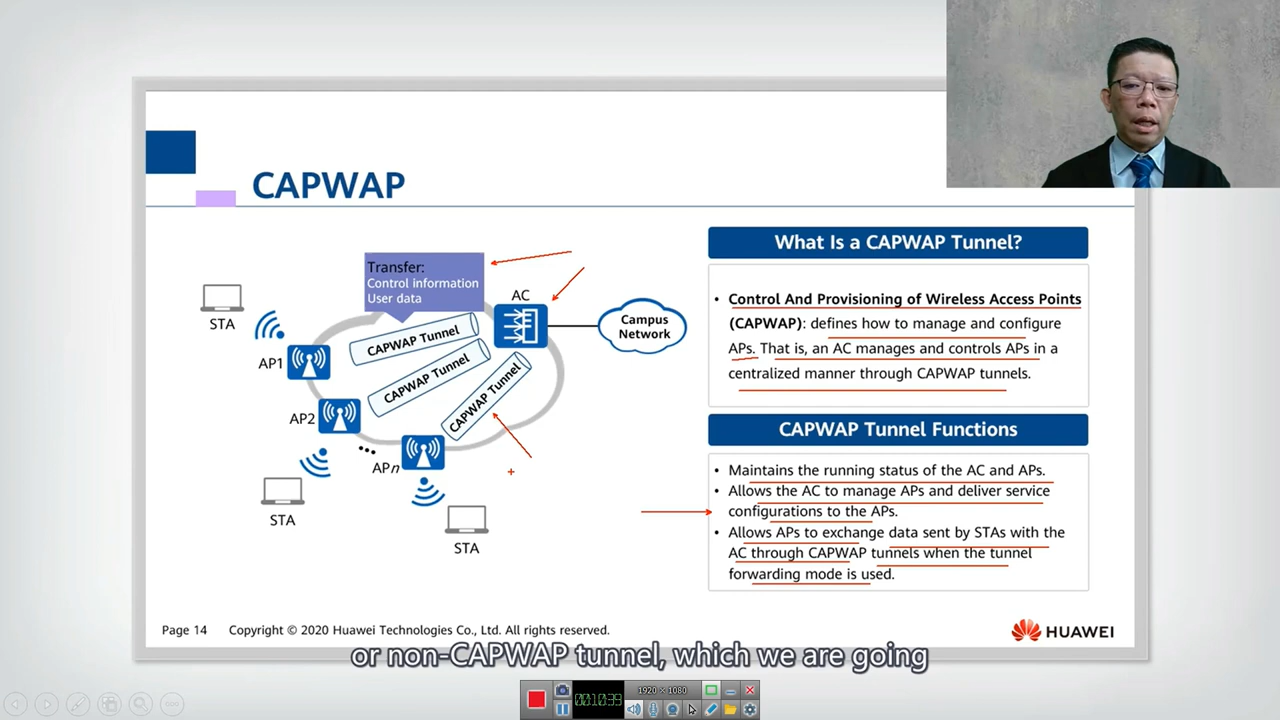 CAPWAP
Transfer:
Control information
User data
AC
STA
Campus
Network
AP1
CAPWAP Tunnel
CAPWAP Tunnel
CAPWAP Tunnel
AP2
...
APn
STA
STA
What Is a CAPWAP Tunnel?
• Control And Provisioning of Wireless Access Points
(CAPWAP): defines how to manage and configure
APs. That is, an AC manages and controls APs in a
centralized manner through CAPWAP tunnels.
CAPWAP Tunnel Functions
• Maintains the running status of the AC and APs.
• Allows the AC to manage APs and deliver service
configurations to the APs.
• Allows APs to exchange data sent by STAs with the
AC through CAPWAP tunnels when the tunnel
forwarding mode is used.
Page 14 Copyright © 2020 Huawei Technologies Co., Ltd. All rights reserved.
HUAWEI
or non-CAPWAP tunnel, which we are going
00:10:39
1920 × 1080